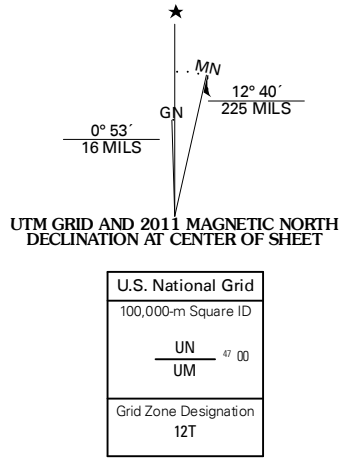 MN
12° 40´
225 MILS
GN
0° 53´
16 MILS
UTM GRID AND 2011 MAGNETIC NORTH
DECLINATION AT CENTER OF SHEET
U.S. National Grid
100,000-m Square ID
UN
47 00
UM
Grid Zone Designation
12T